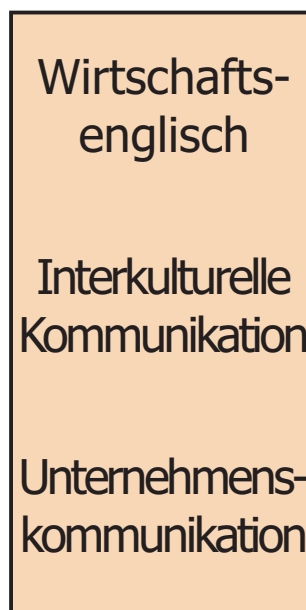 Wirtschafts-
englisch
Interkulturelle
Kommunikation
Unternehmens-
kommunikation